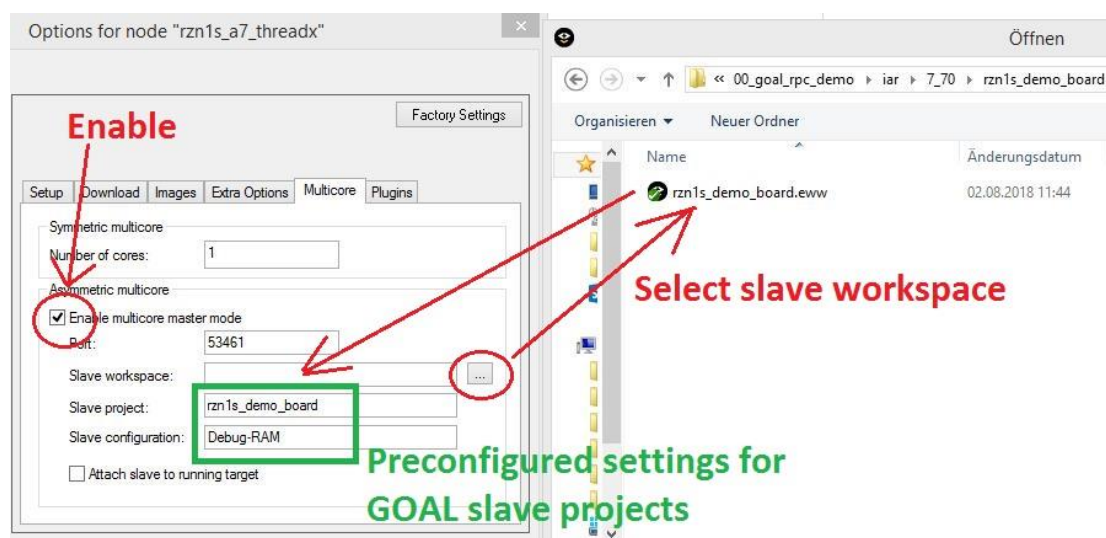 Options for node "rzn1s_a7_threadx"
Factory Settings
Enable
Setup Download Images Extra Options Multicore Plugins
Symmetric multicore
Number of cores: 1
Asymmetric multicore
Enable multicore master mode
Port: 53461
Slave workspace: ...
Slave project: rzn1s_demo_board
Slave configuration: Debug-RAM
Attach slave to running target
Öffnen
« 00_goal_rpc_demo iar 7_70 rzn1s_demo_board
Organisieren Neuer Ordner
Name Änderungsdatum
rzn1s_demo_board.eww 02.08.2018 11:44
Select slave workspace
Preconfigured settings for
GOAL slave projects